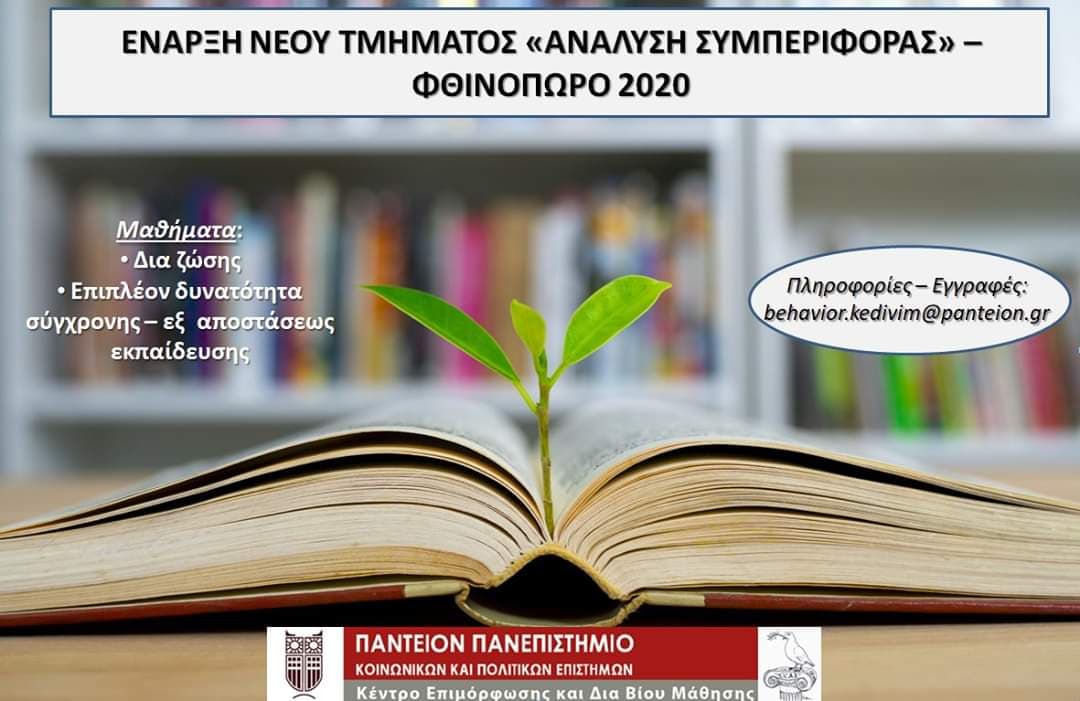 ΕΝΑΡΞΗ ΝΕΟΥ ΤΜΗΜΑΤΟΣ «ΑΝΑΛΥΣΗ ΣΥΜΠΕΡΙΦΟΡΑΣ» –
ΦΘΙΝΟΠΩΡΟ 2020
Μαθήματα:
• Δια ζώσης
• Επιπλέον δυνατότητα
σύγχρονης – εξ αποστάσεως
εκπαίδευσης
Πληροφορίες – Εγγραφές:
behavior.kedivim@panteion.gr
ΠΑΝΤΕΙΟΝ ΠΑΝΕΠΙΣΤΗΜΙΟ
ΚΟΙΝΩΝΙΚΩΝ ΚΑΙ ΠΟΛΙΤΙΚΩΝ ΕΠΙΣΤΗΜΩΝ
Κέντρο Επιμόρφωσης και Δια Βίου Μάθησης